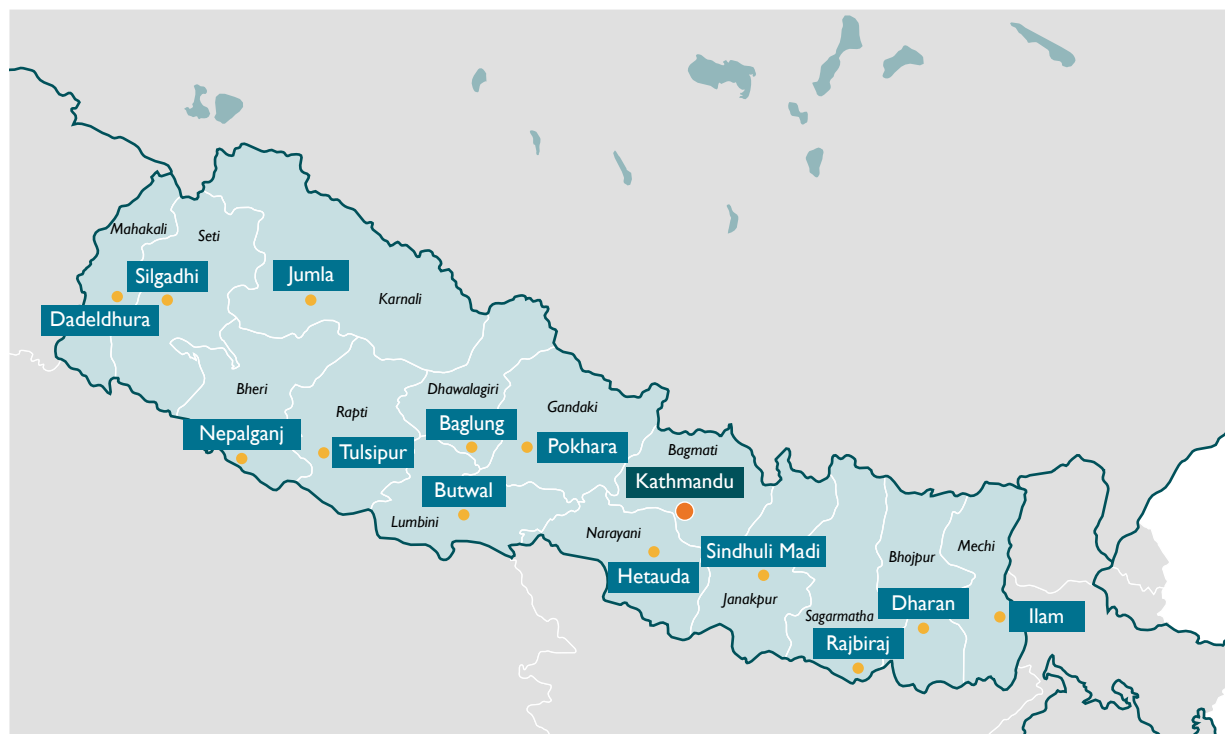 Mahakali
Seti
Silgadhi
Jumla
Karnali
Dadeldhura
Bheri
Dhawalagiri
Rapti
Gandaki
Baglung
Nepalganj
Tulsipur
Pokhara
Bagmati
Kathmandu
Butwal
Lumbini
Narayani
Sindhuli Madi
Mechi
Bhojpur
Hetauda
Janakpur
Dharan
Sagarmatha
Ilam
Rajbiraj